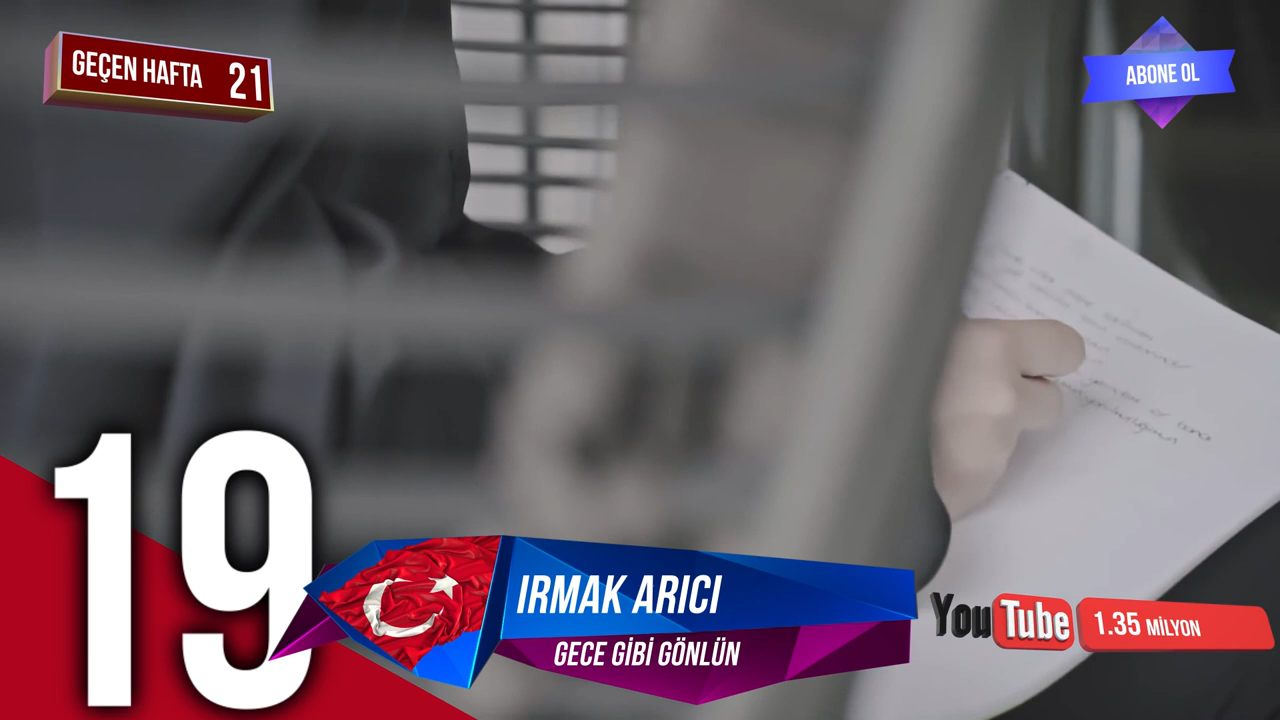 GEÇEN HAFTA 21
ABONE OL
19
IRMAK ARICI
GECE GİBİ GÖNLÜN
YouTube 1.35 MİLYON